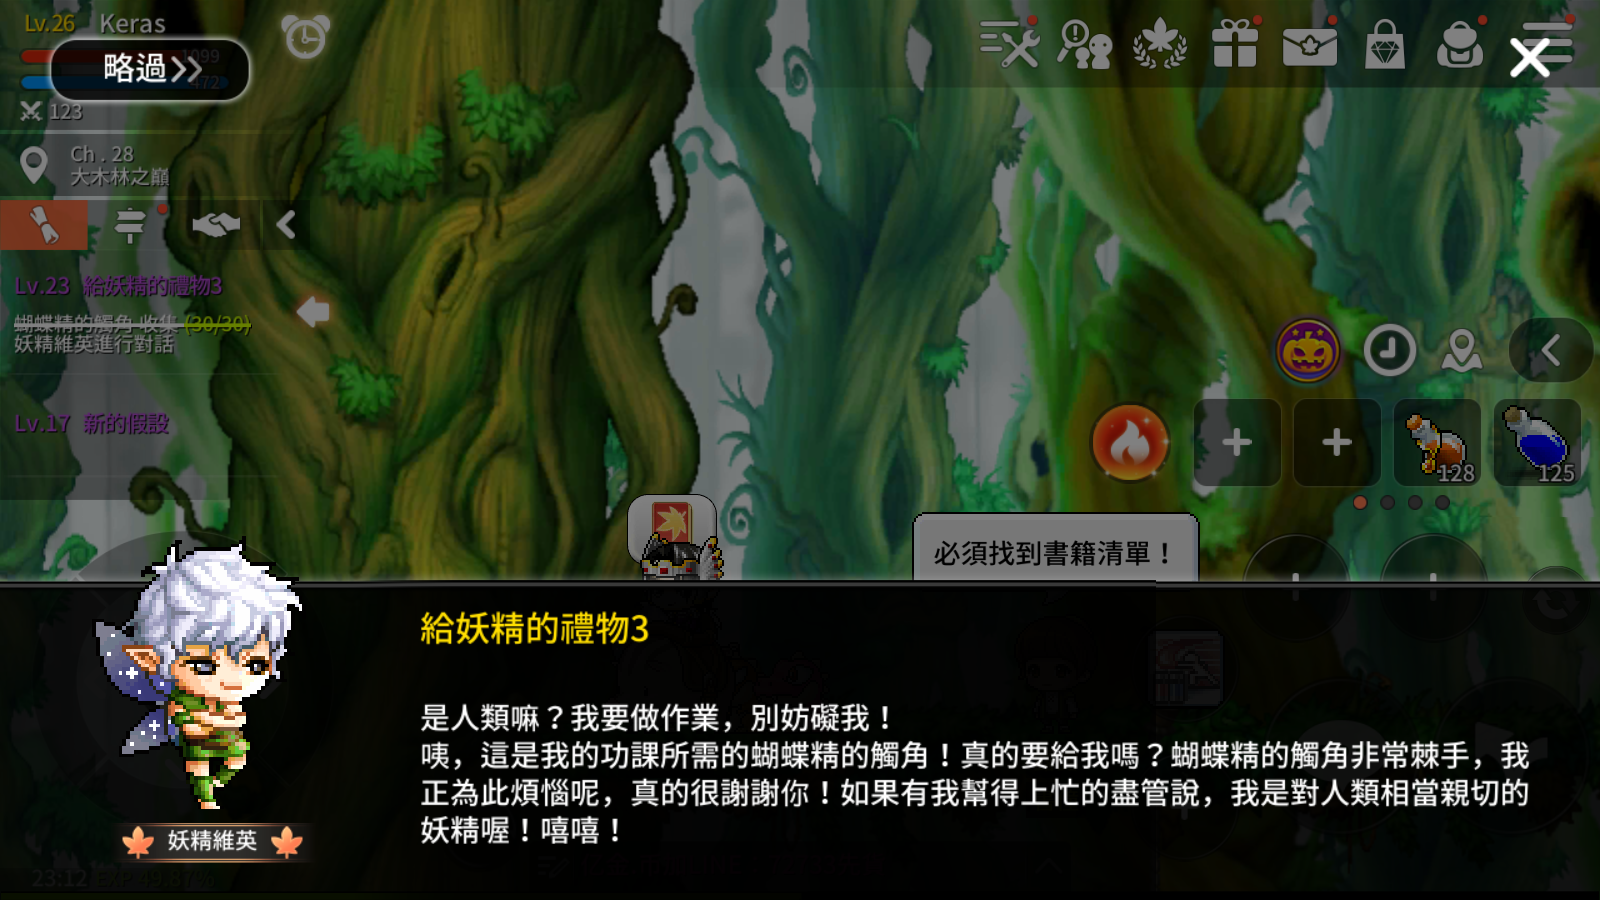 Lv.26 Keras
1099
略過
472
123
Ch . 28
大木林之巔
Lv.23 給妖精的禮物3
蝴蝶精的觸角 收集 (30/30)
妖精維英進行對話
Lv.17 新的假設
128
125
必須找到書籍清單！
給妖精的禮物3
是人類嘛？我要做作業，別妨礙我！
咦，這是我的功課所需的蝴蝶精的觸角！真的要給我嗎？蝴蝶精的觸角非常棘手，我
正為此煩惱呢，真的很謝謝你！如果有我幫得上忙的盡管說，我是對人類相當親切的
妖精喔！嘻嘻！
妖精維英
23:12 EXP 49.87%